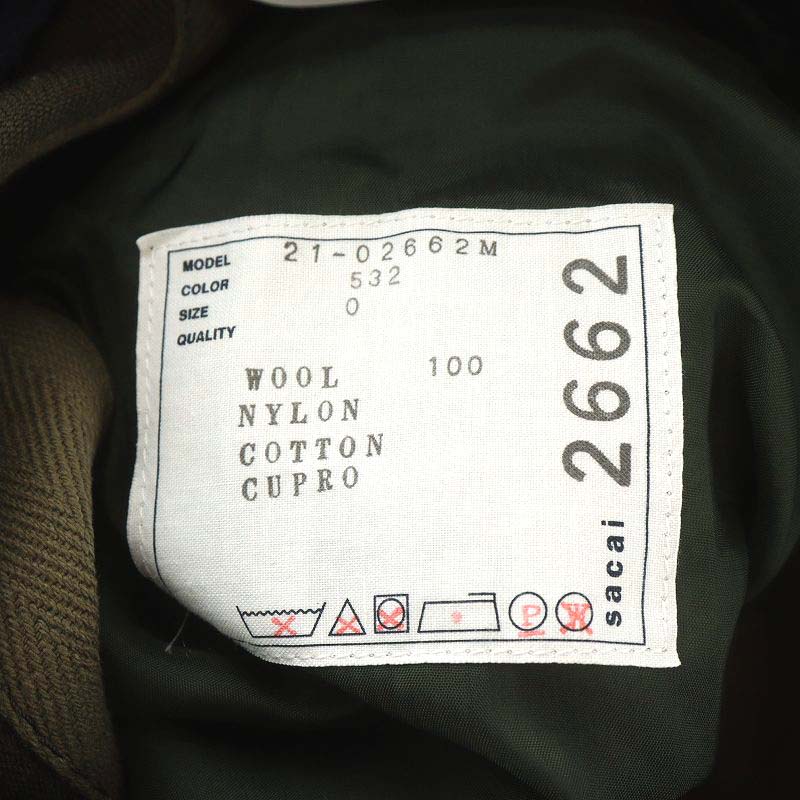 MODEL 21-02662M
COLOR 532
SIZE 0
QUALITY
WOOL 100
NYLON
COTTON
CUPRO
P W
sacai 2662